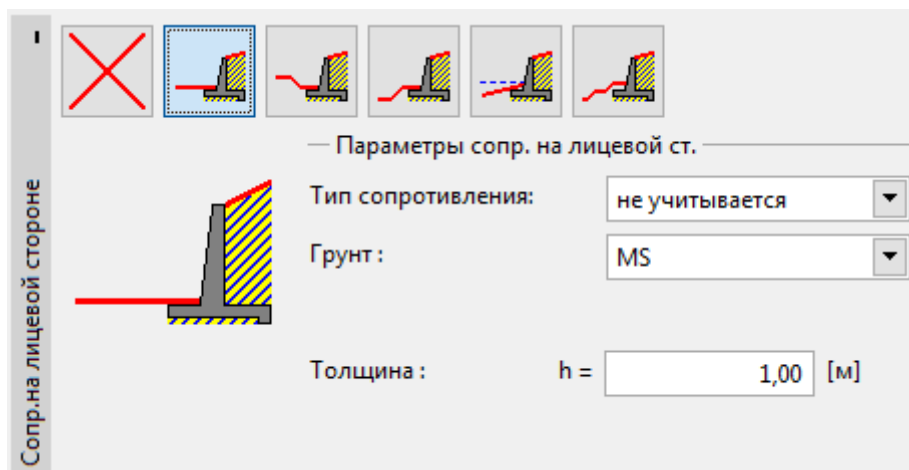 Параметры сопр. на лицевой ст.
Тип сопротивления: не учитывается
Грунт : MS
Толщина : h = 1,00 [м]
Сопр.на лицевой стороне